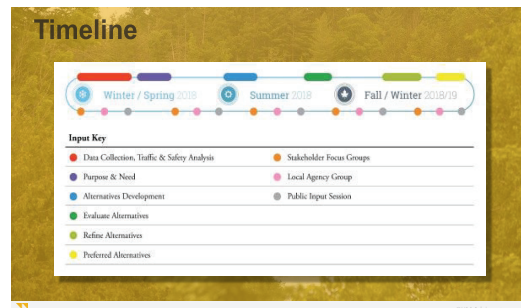 Timeline
Winter / Spring 2018 Summer 2018 Fall / Winter 2018/19
Input Key
Data Collection, Traffic & Safety Analysis Stakeholder Focus Groups
Purpose & Need Local Agency Group
Alternatives Development Public Input Session
Evaluate Alternatives
Refine Alternatives
Preferred Alternatives